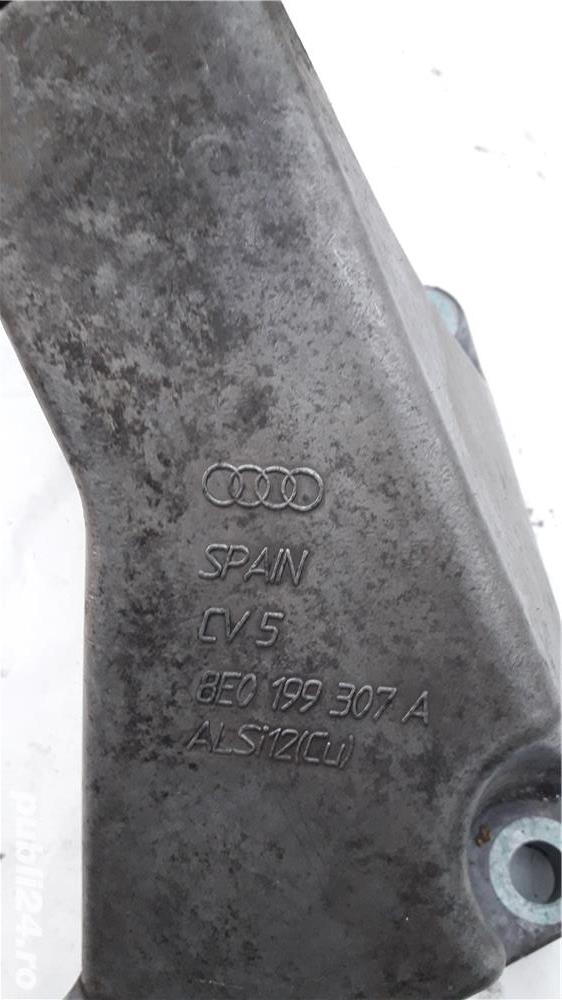 SPAIN
CV 5
8E0 199 307 A
ALSi12(Cu)
publi24.ro